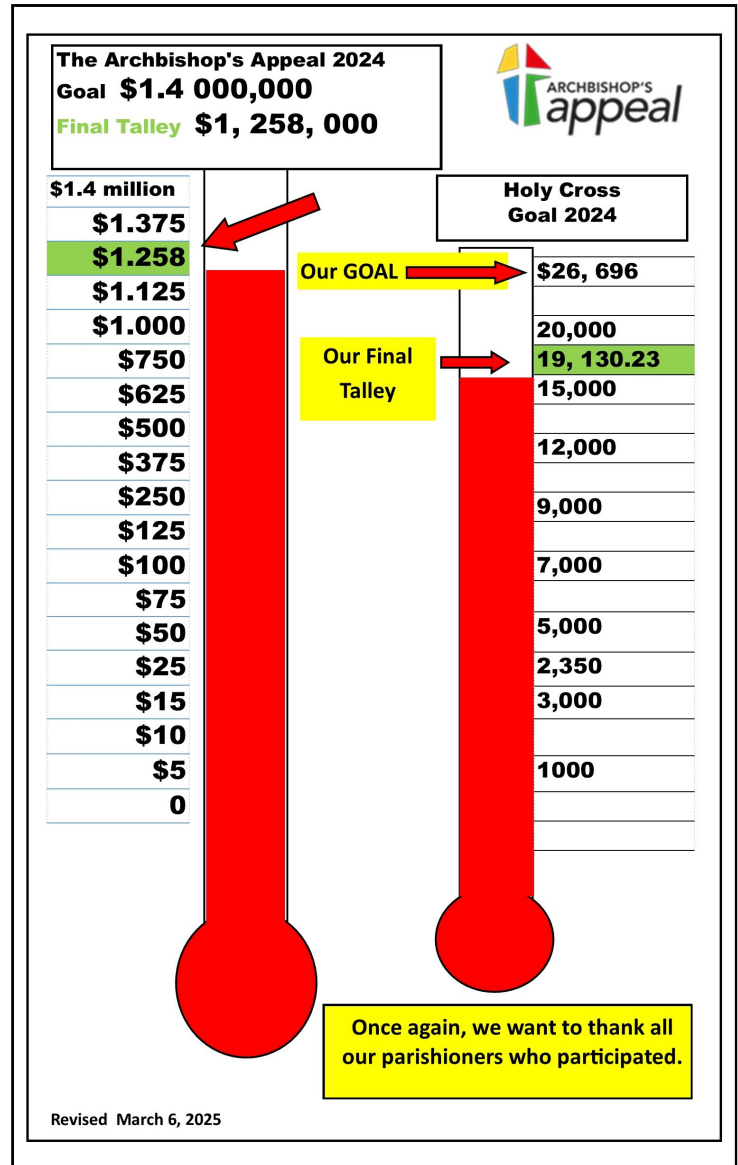 The Archbishop's Appeal 2024
Goal $1.4 000,000
Final Talley $1, 258, 000
ARCHBISHOP'S
appeal
$1.4 million
$1.375
$1.258
$1.125
$1.000
$750
$625
$500
$375
$250
$125
$100
$75
$50
$25
$15
$10
$5
0
Holy Cross
Goal 2024
Our GOAL
Our Final
Talley
$26, 696
20,000
19, 130.23
15,000
12,000
9,000
7,000
5,000
2,350
3,000
1000
Once again, we want to thank all
our parishioners who participated.
Revised March 6, 2025